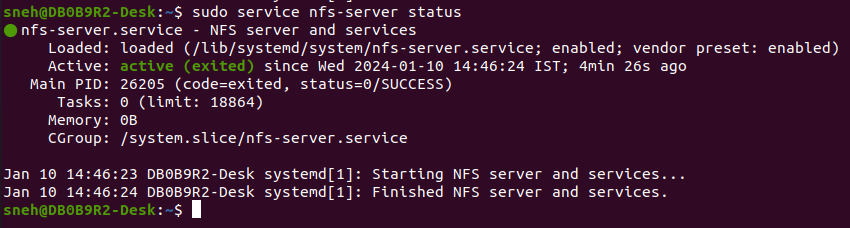 sneh@DB0B9R2-Desk:~$ sudo service nfs-server status
● nfs-server.service - NFS server and services
     Loaded: loaded (/lib/systemd/system/nfs-server.service; enabled; vendor preset: enabled)
     Active: active (exited) since Wed 2024-01-10 14:46:24 IST; 4min 26s ago
   Main PID: 26205 (code=exited, status=0/SUCCESS)
      Tasks: 0 (limit: 18864)
     Memory: 0B
     CGroup: /system.slice/nfs-server.service

Jan 10 14:46:23 DB0B9R2-Desk systemd[1]: Starting NFS server and services...
Jan 10 14:46:24 DB0B9R2-Desk systemd[1]: Finished NFS server and services.
sneh@DB0B9R2-Desk:~$